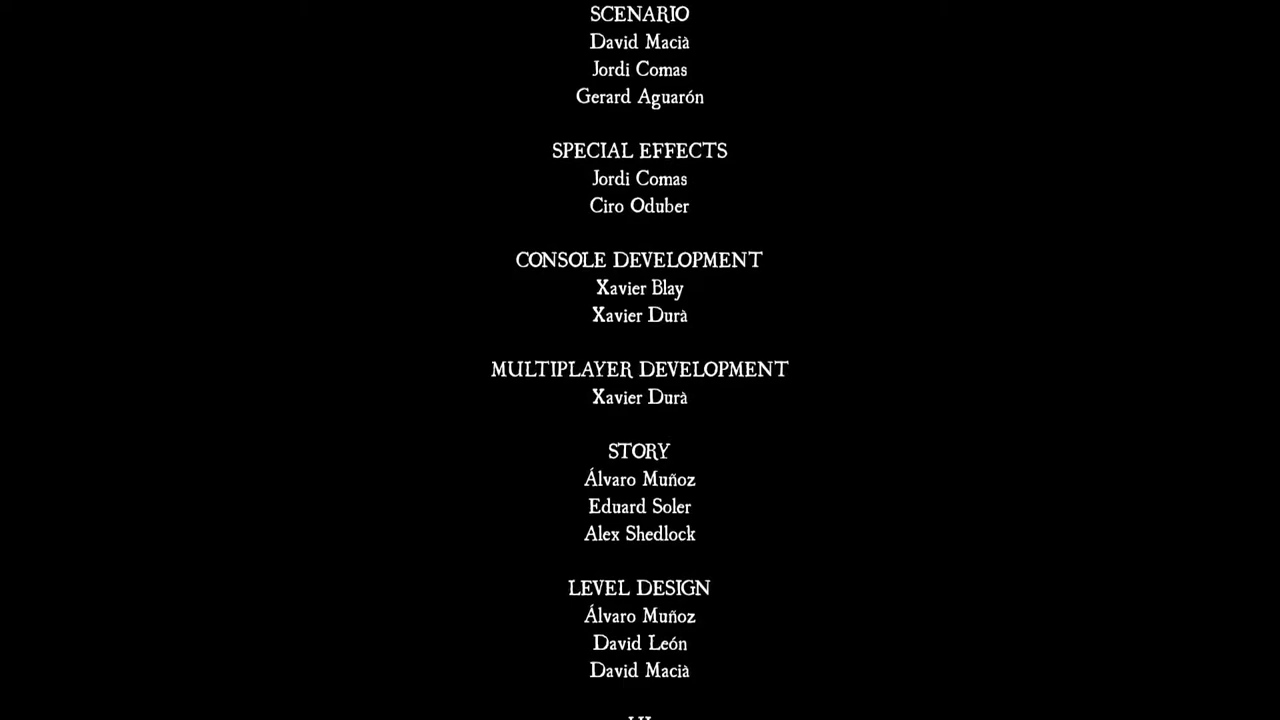 SCENARIO
David Macià
Jordi Comas
Gerard Aguarón
SPECIAL EFFECTS
Jordi Comas
Ciro Oduber
CONSOLE DEVELOPMENT
Xavier Blay
Xavier Durà
MULTIPLAYER DEVELOPMENT
Xavier Durà
STORY
Álvaro Muñoz
Eduard Soler
Alex Shedlock
LEVEL DESIGN
Álvaro Muñoz
David León
David Macià